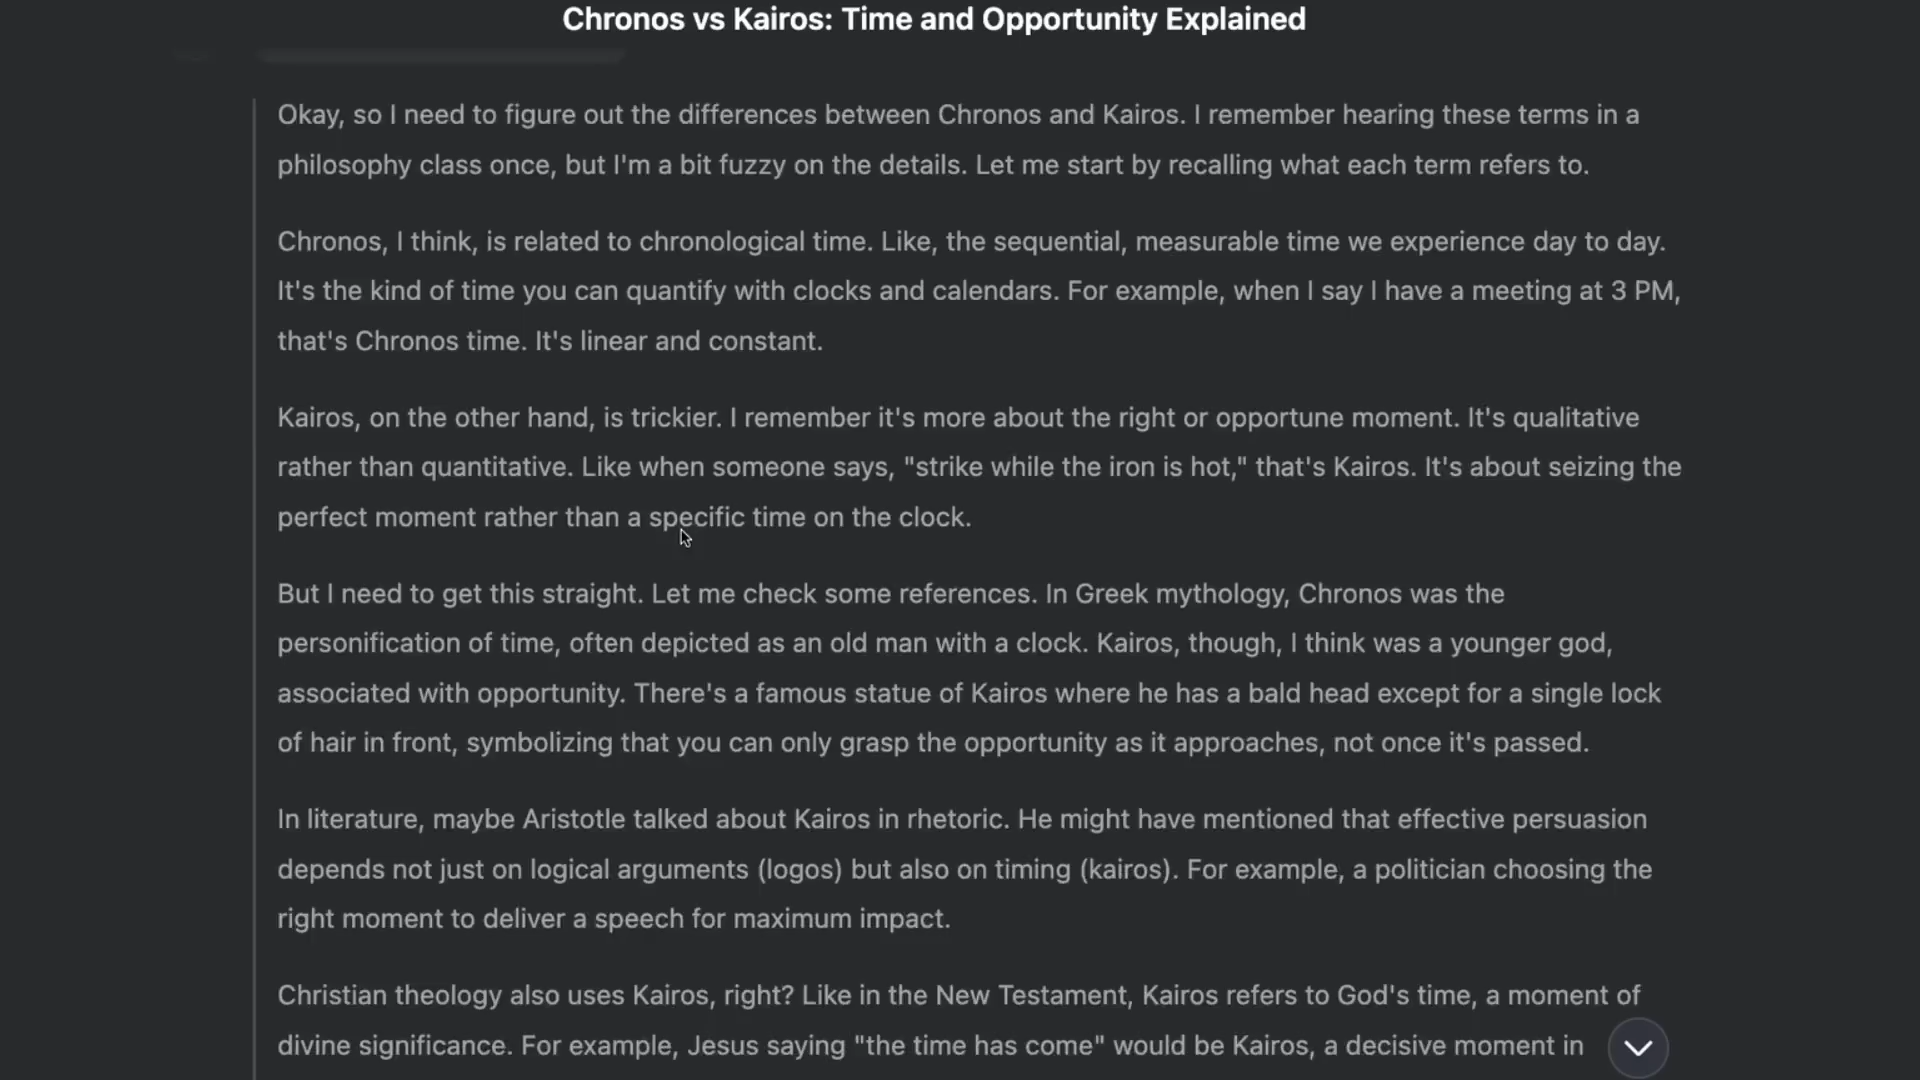 Chronos vs Kairos: Time and Opportunity Explained
Okay, so I need to figure out the differences between Chronos and Kairos. I remember hearing these terms in a
philosophy class once, but I'm a bit fuzzy on the details. Let me start by recalling what each term refers to.
Chronos, I think, is related to chronological time. Like, the sequential, measurable time we experience day to day.
It's the kind of time you can quantify with clocks and calendars. For example, when I say I have a meeting at 3 PM,
that's Chronos time. It's linear and constant.
Kairos, on the other hand, is trickier. I remember it's more about the right or opportune moment. It's qualitative
rather than quantitative. Like when someone says, "strike while the iron is hot," that's Kairos. It's about seizing the
perfect moment rather than a specific time on the clock.
But I need to get this straight. Let me check some references. In Greek mythology, Chronos was the
personification of time, often depicted as an old man with a clock. Kairos, though, I think was a younger god,
associated with opportunity. There's a famous statue of Kairos where he has a bald head except for a single lock
of hair in front, symbolizing that you can only grasp the opportunity as it approaches, not once it's passed.
In literature, maybe Aristotle talked about Kairos in rhetoric. He might have mentioned that effective persuasion
depends not just on logical arguments (logos) but also on timing (kairos). For example, a politician choosing the
right moment to deliver a speech for maximum impact.
Christian theology also uses Kairos, right? Like in the New Testament, Kairos refers to God's time, a moment of
divine significance. For example, Jesus saying "the time has come" would be Kairos, a decisive moment in